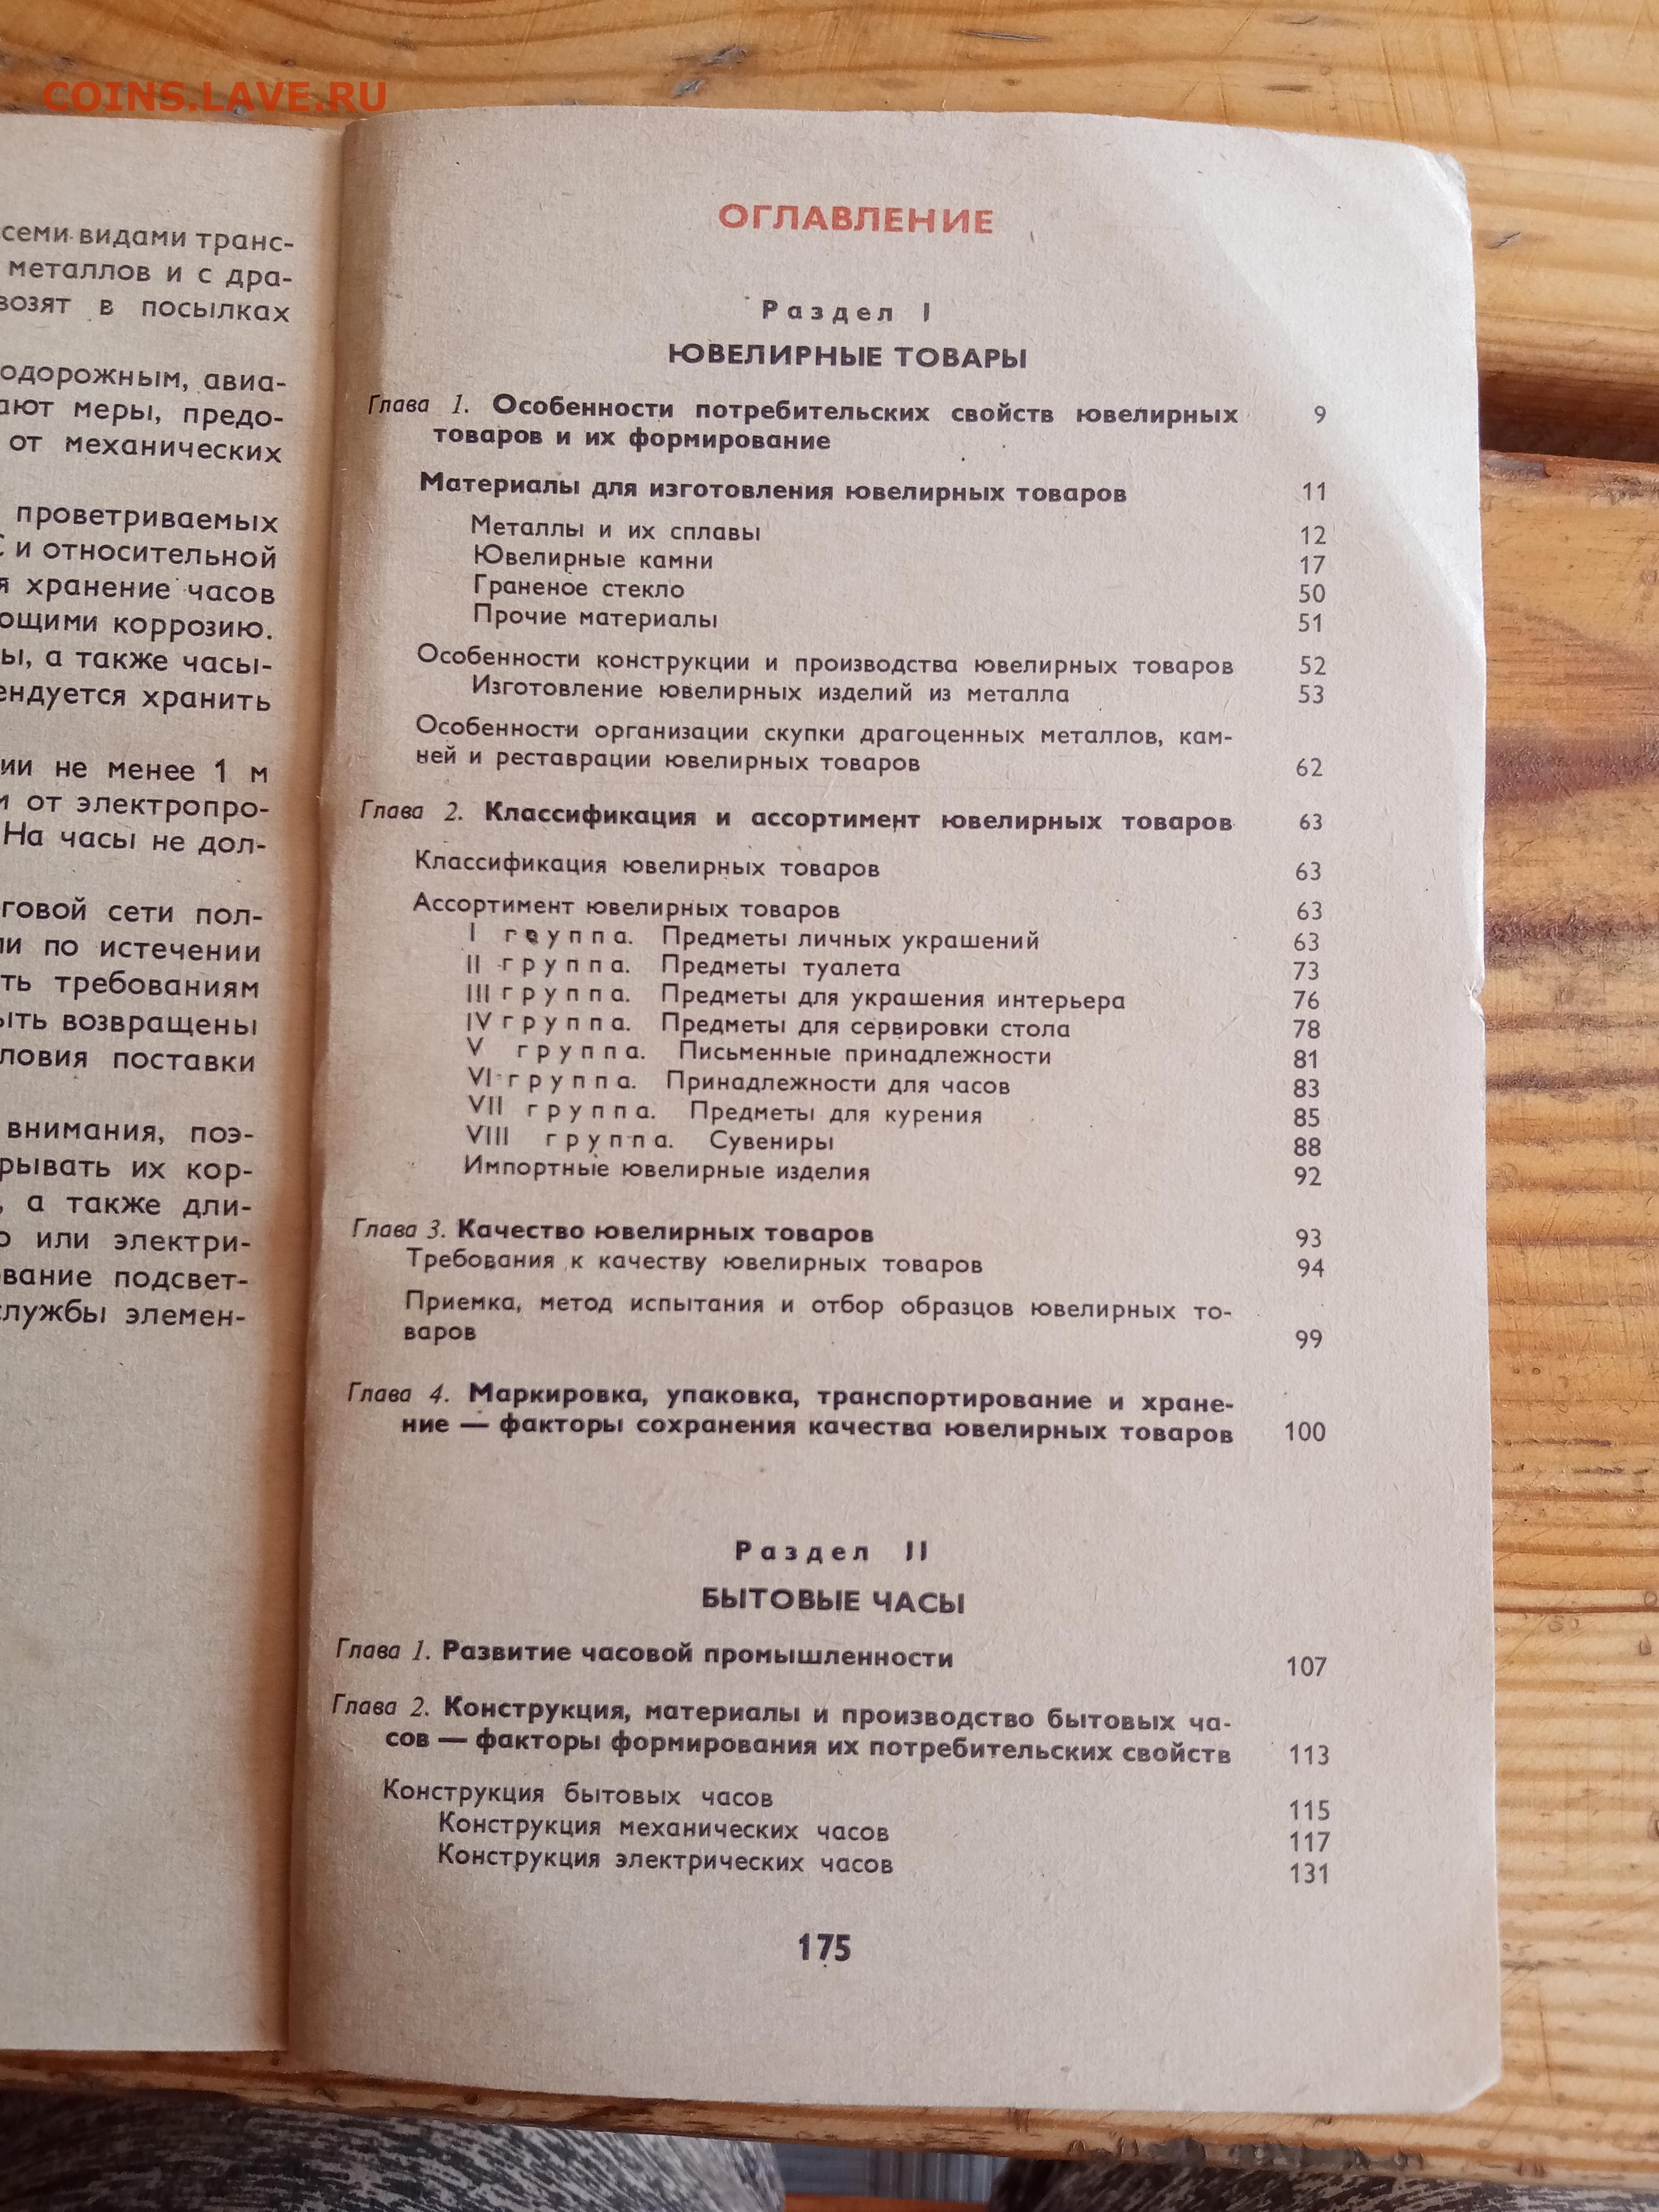 COINS.LAVE.RU
семи видами транс-
металлов и с дра-
возят в посылках
одорожным, авиа-
ают меры, предо-
от механических
проветриваемых
С и относительной
я хранение часов
ющими коррозию.
ы, а также часы-
ендуется хранить
ии не менее 1 м
и от электропро-
На часы не дол-
говой сети пол-
ли по истечении
ть требованиям
ыть возвращены
ловия поставки
внимания, поэ-
рывать их кор-
, а также дли-
о или электри-
вание подсвет-
службы элемен-
ОГЛАВЛЕНИЕ
Раздел I
ЮВЕЛИРНЫЕ ТОВАРЫ
Глава 1. Особенности потребительских свойств ювелирных 9
товаров и их формирование
Материалы для изготовления ювелирных товаров 11
Металлы и их сплавы 12
Ювелирные камни 17
Граненое стекло 50
Прочие материалы 51
Особенности конструкции и производства ювелирных товаров 52
Изготовление ювелирных изделий из металла 53
Особенности организации скупки драгоценных металлов, кам-
ней и реставрации ювелирных товаров 62
Глава 2. Классификация и ассортимент ювелирных товаров 63
Классификация ювелирных товаров 63
Ассортимент ювелирных товаров 63
I группа. Предметы личных украшений 63
II группа. Предметы туалета 73
III группа. Предметы для украшения интерьера 76
IV группа. Предметы для сервировки стола 78
V группа. Письменные принадлежности 81
VI группа. Принадлежности для часов 83
VII группа. Предметы для курения 85
VIII группа. Сувениры 88
Импортные ювелирные изделия 92
Глава 3. Качество ювелирных товаров 93
Требования к качеству ювелирных товаров 94
Приемка, метод испытания и отбор образцов ювелирных то-
варов 99
Глава 4. Маркировка, упаковка, транспортирование и хране-
ние — факторы сохранения качества ювелирных товаров 100
Раздел II
БЫТОВЫЕ ЧАСЫ
Глава 1. Развитие часовой промышленности 107
Глава 2. Конструкция, материалы и производство бытовых ча-
сов — факторы формирования их потребительских свойств 113
Конструкция бытовых часов 115
Конструкция механических часов 117
Конструкция электрических часов 131
175